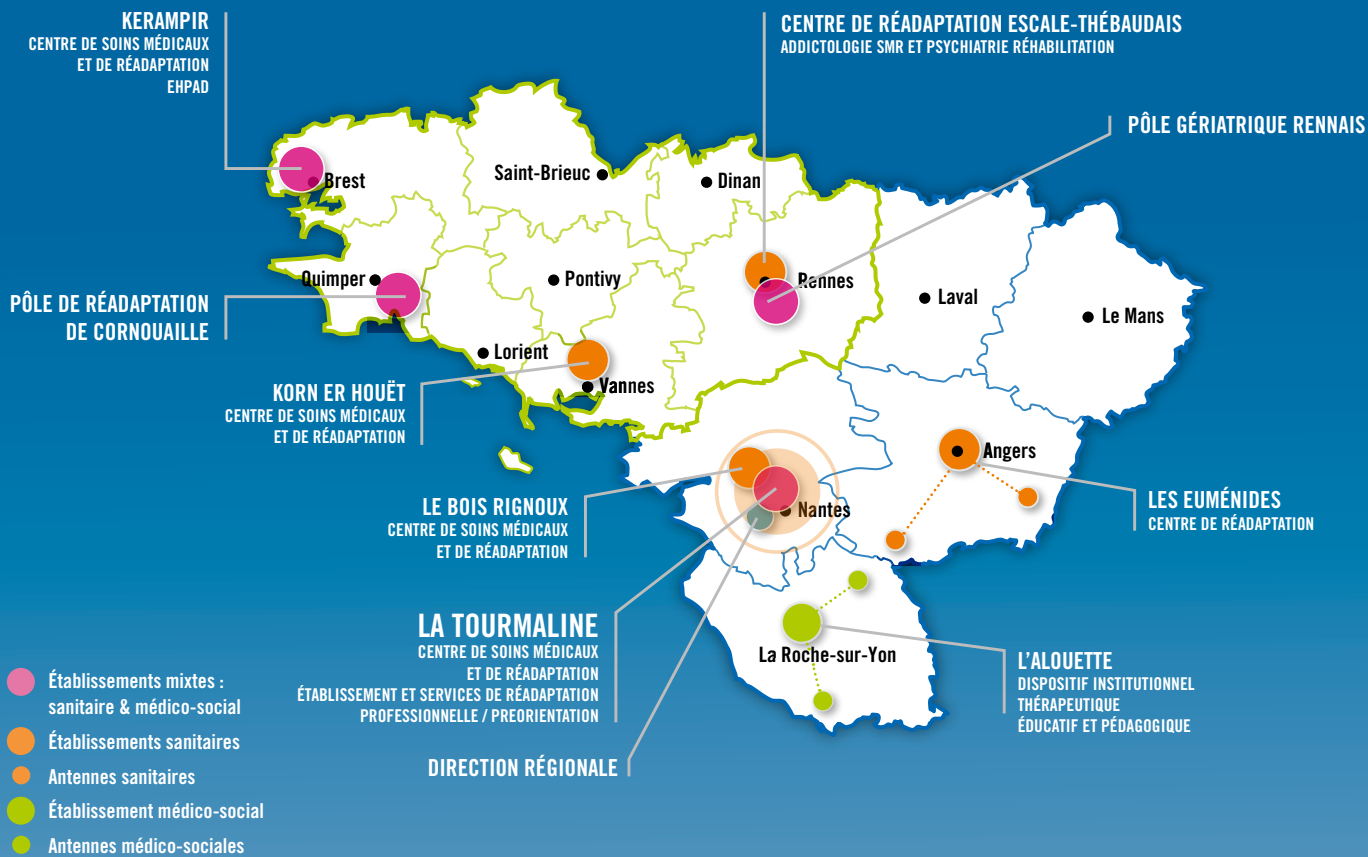 KERAMPIR
CENTRE DE SOINS MÉDICAUX
ET DE RÉADAPTATION
EHPAD
CENTRE DE RÉADAPTATION ESCALE-THÉBAUDAIS
ADDICTOLOGIE SMR ET PSYCHIATRIE RÉHABILITATION
PÔLE GÉRIATRIQUE RENNAIS
Brest
Saint-Brieuc
Dinan
Quimper
Pontivy
Rennes
Laval
Le Mans
PÔLE DE RÉADAPTATION
DE CORNOUAILLE
Lorient
Vannes
KORN ER HOUËT
CENTRE DE SOINS MÉDICAUX
ET DE RÉADAPTATION
Angers
LE BOIS RIGNOUX
CENTRE DE SOINS MÉDICAUX
ET DE RÉADAPTATION
Nantes
LES EUMÉNIDES
CENTRE DE RÉADAPTATION
LA TOURMALINE
CENTRE DE SOINS MÉDICAUX
ET DE RÉADAPTATION
ÉTABLISSEMENT ET SERVICES DE RÉADAPTATION
PROFESSIONNELLE / PREORIENTATION
La Roche-sur-Yon
L'ALOUETTE
DISPOSITIF INSTITUTIONNEL
THÉRAPEUTIQUE
ÉDUCATIF ET PÉDAGOGIQUE
DIRECTION RÉGIONALE
Établissements mixtes :
sanitaire & médico-social
Établissements sanitaires
Antennes sanitaires
Établissement médico-social
Antennes médico-sociales